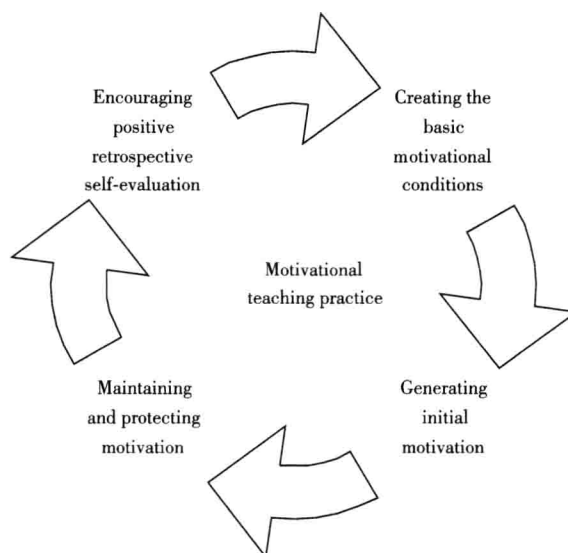 Encouraging
positive
retrospective
self-evaluation
Creating the
basic
motivational
conditions
Motivational
teaching practice
Maintaining
and protecting
motivation
Generating
initial
motivation